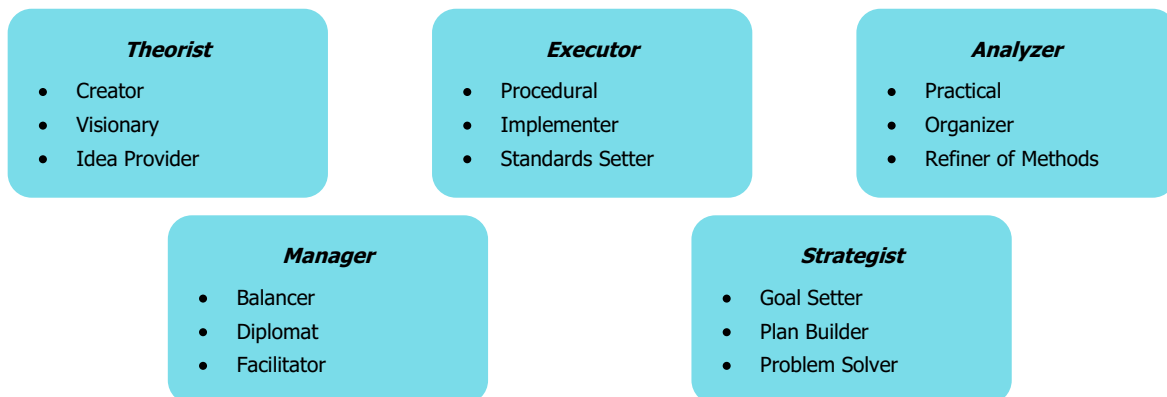 Theorist
• Creator
• Visionary
• Idea Provider
Executor
• Procedural
• Implementer
• Standards Setter
Analyzer
• Practical
• Organizer
• Refiner of Methods
Manager
• Balancer
• Diplomat
• Facilitator
Strategist
• Goal Setter
• Plan Builder
• Problem Solver